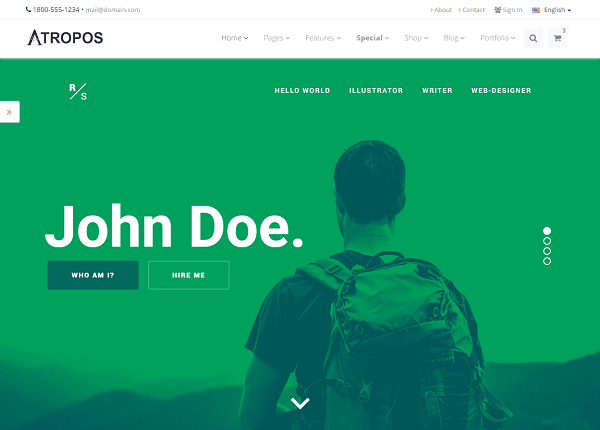 1800-555-1234 • mail@domain.com
About Contact Sign In English
ATROPOS
Home Pages Features Special Shop Blog Portfolio 3
R/S
HELLO WORLD ILLUSTRATOR WRITER WEB-DESIGNER
John Doe.
WHO AM I? HIRE ME